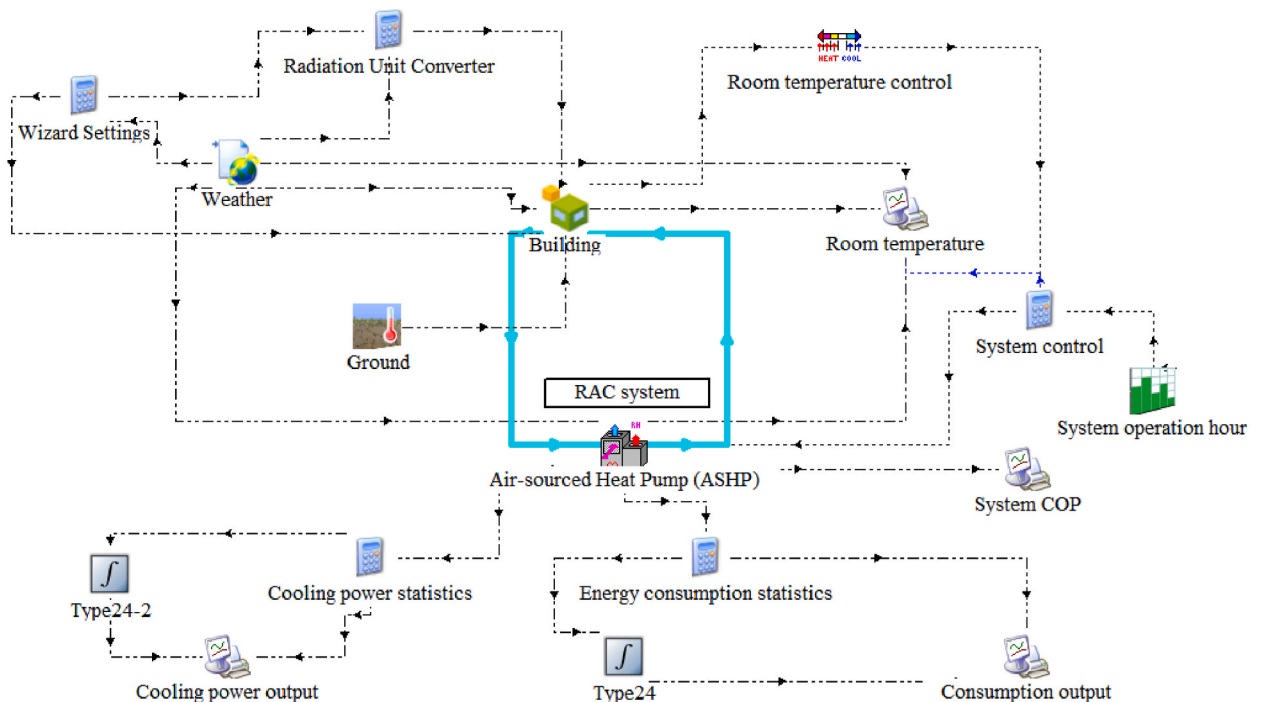 Radiation Unit Converter
HEAT COOL
Room temperature control
Wizard Settings
Weather
Building
Room temperature
Ground
System control
RAC system
RH
System operation hour
Air-sourced Heat Pump (ASHP)
System COP
Type24-2
Cooling power statistics
Energy consumption statistics
Cooling power output
Type24
Consumption output